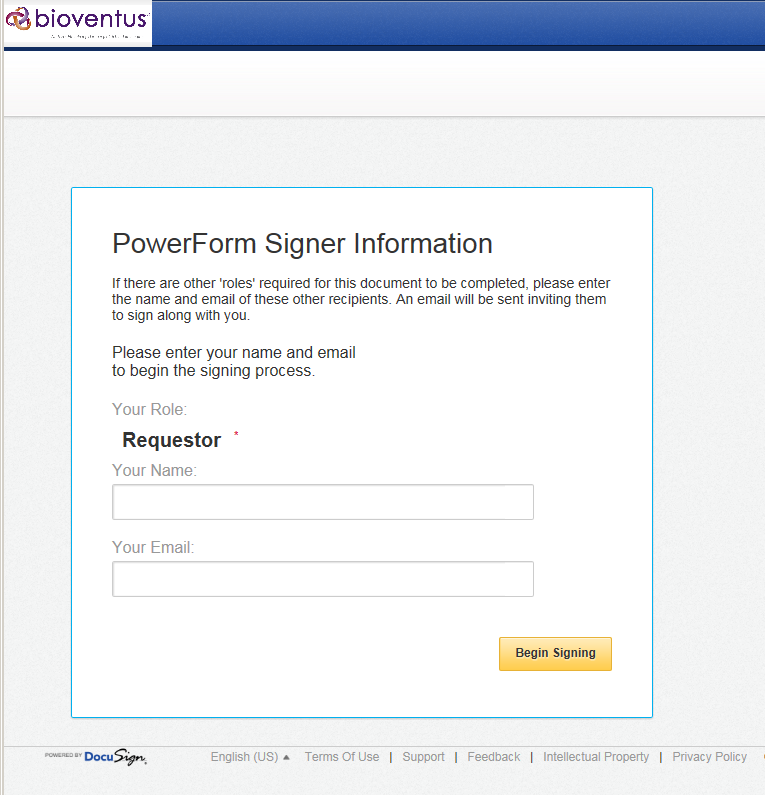 bioventus
PowerForm Signer Information
If there are other 'roles' required for this document to be completed, please enter
the name and email of these other recipients. An email will be sent inviting them
to sign along with you.
Please enter your name and email
to begin the signing process.
Your Role:
Requestor *
Your Name:
Your Email:
Begin Signing
POWERED BY DocuSign
English (US) ▲ Terms Of Use | Support | Feedback | Intellectual Property | Privacy Policy